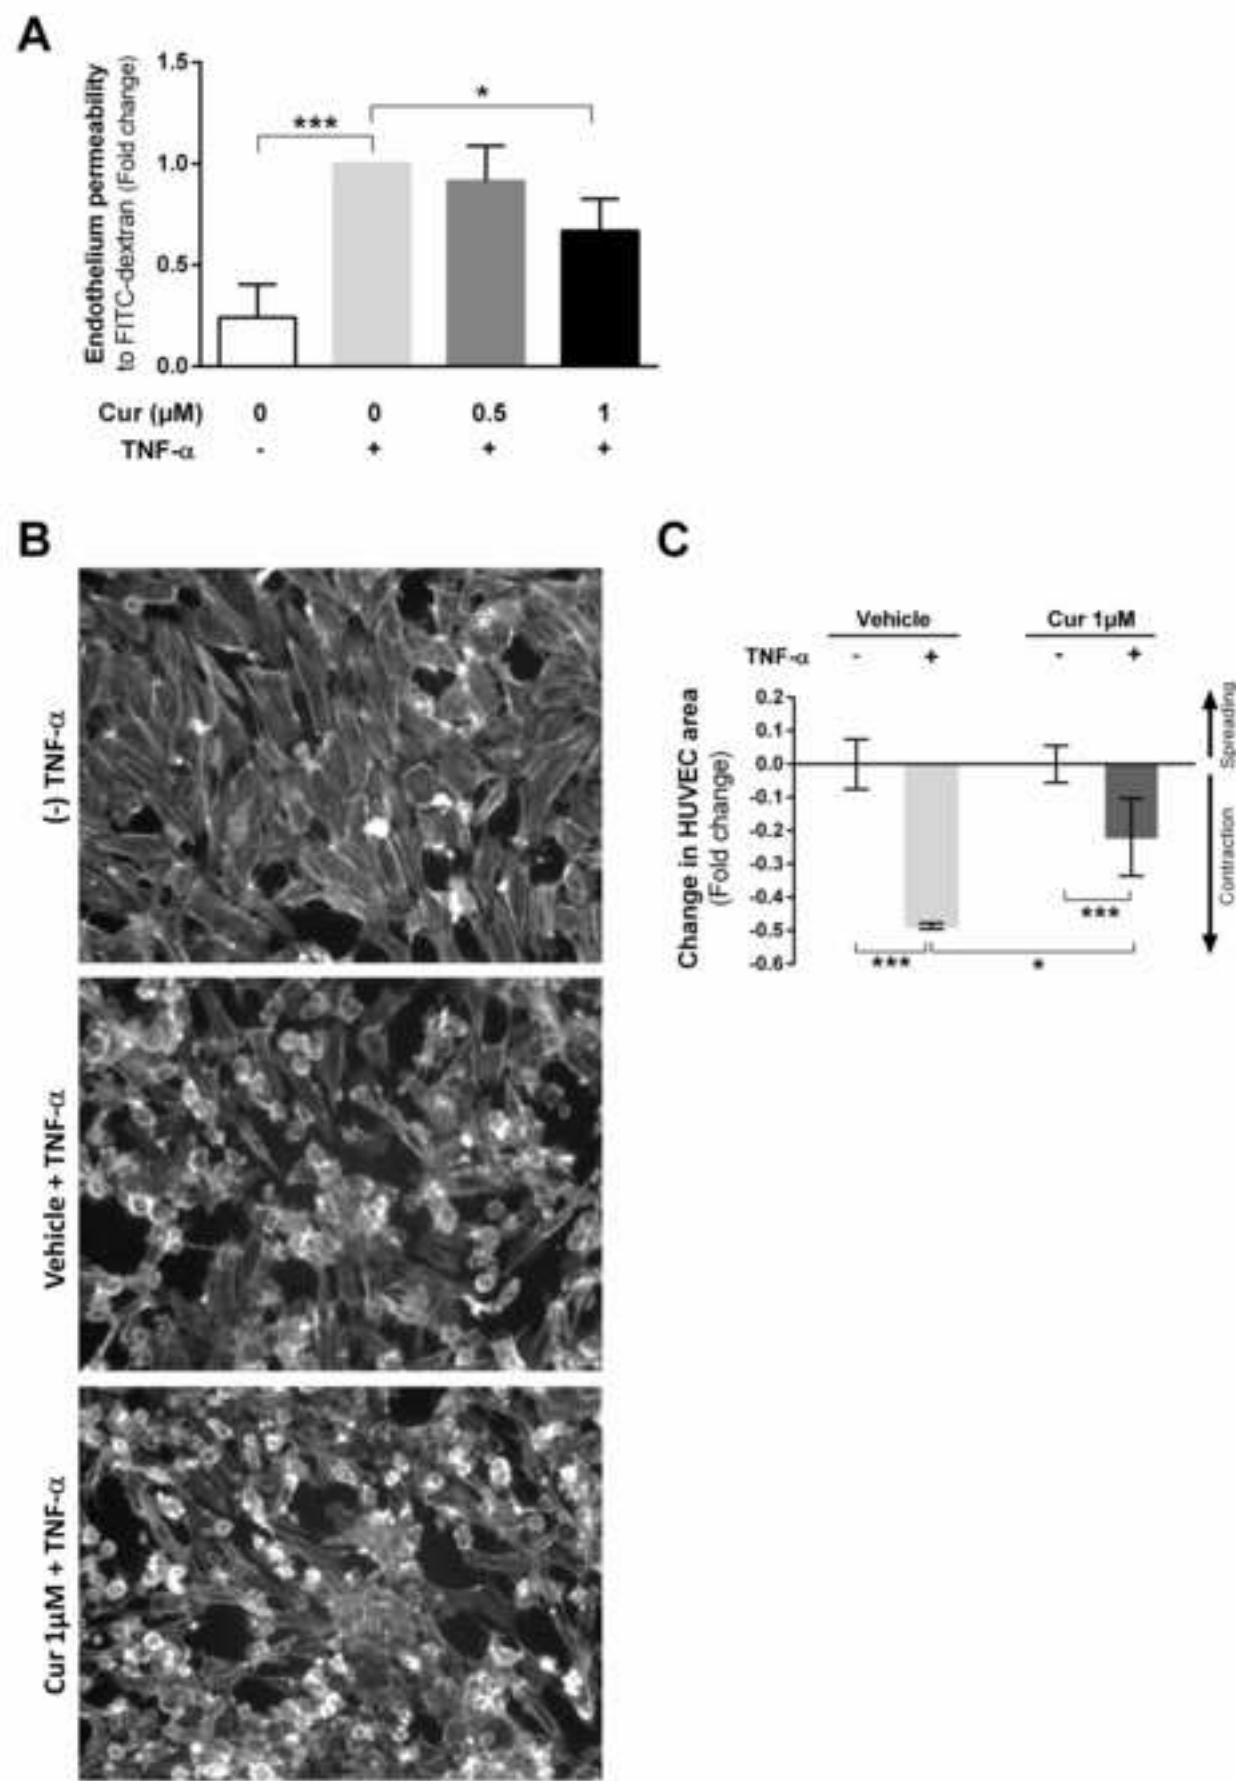 A
Endothelium permeability
to FITC-dextran (Fold change)
1.5
1.0
0.5
0.0
***
*
Cur (µM) 0 0 0.5 1
TNF-α - + + +
B
(-) TNF-α
Vehicle + TNF-α
Cur 1µM + TNF-α
C
Vehicle Cur 1µM
TNF-α - + - +
Change in HUVEC area
(Fold change)
0.2
0.1
0.0
-0.1
-0.2
-0.3
-0.4
-0.5
-0.6
***
***
*
Spreading
Contraction